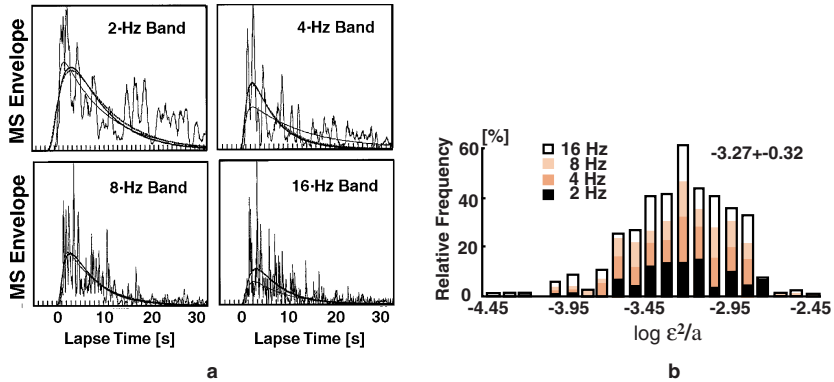 MS Envelope
2-Hz Band
4-Hz Band
MS Envelope
8-Hz Band
16-Hz Band
0 10 20 30
0 10 20 30
Lapse Time [s]
Lapse Time [s]
a
[%]
Relative Frequency
60
40
20
0
16 Hz
8 Hz
4 Hz
2 Hz
-3.27+-0.32
-4.45 -3.95 -3.45 -2.95 -2.45
log ε²/a
b